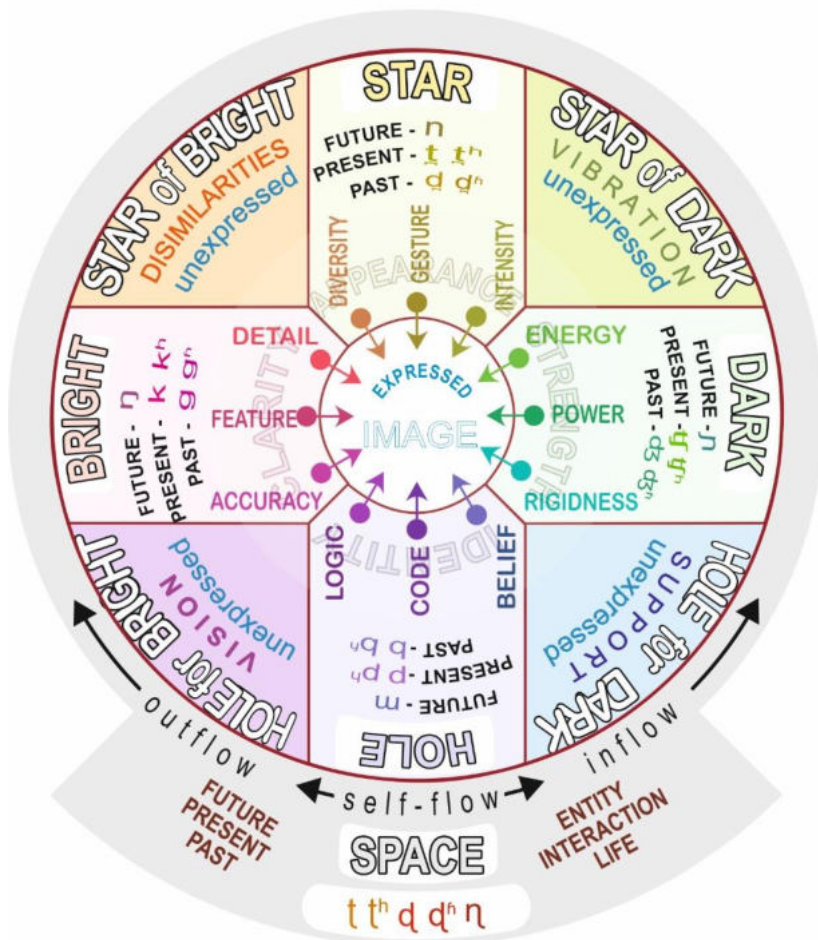 STAR of BRIGHT
DISIMILARITIES
unexpressed
STAR
FUTURE - n
PRESENT - t̪ t̪ʰ
PAST - d̪ d̪ʱ
STAR of DARK
VIBRATION
unexpressed
DIVERSITY
GESTURE
INTENSITY
APPEARANCE
BRIGHT
FUTURE - ŋ
PRESENT - k kʰ
PAST - g gʱ
DETAIL
FEATURE
ACCURACY
CLARITY
EXPRESSED
IMAGE
STRENGTH
ENERGY
POWER
RIGIDNESS
DARK
FUTURE - ɲ
PRESENT - ʧ ʧʰ
PAST - ʤ ʤʱ
LOGIC
CODE
BELIEF
IDENTITY
HOLE for BRIGHT
VISION
unexpressed
HOLE
FUTURE - m
PRESENT - p pʰ
PAST - b bʱ
HOLE for DARK
SUPPORT
unexpressed
outflow
self-flow
inflow
FUTURE
PRESENT
PAST
ENTITY
INTERACTION
LIFE
SPACE
ʈ ʈʰ ɖ ɖʱ ɳ